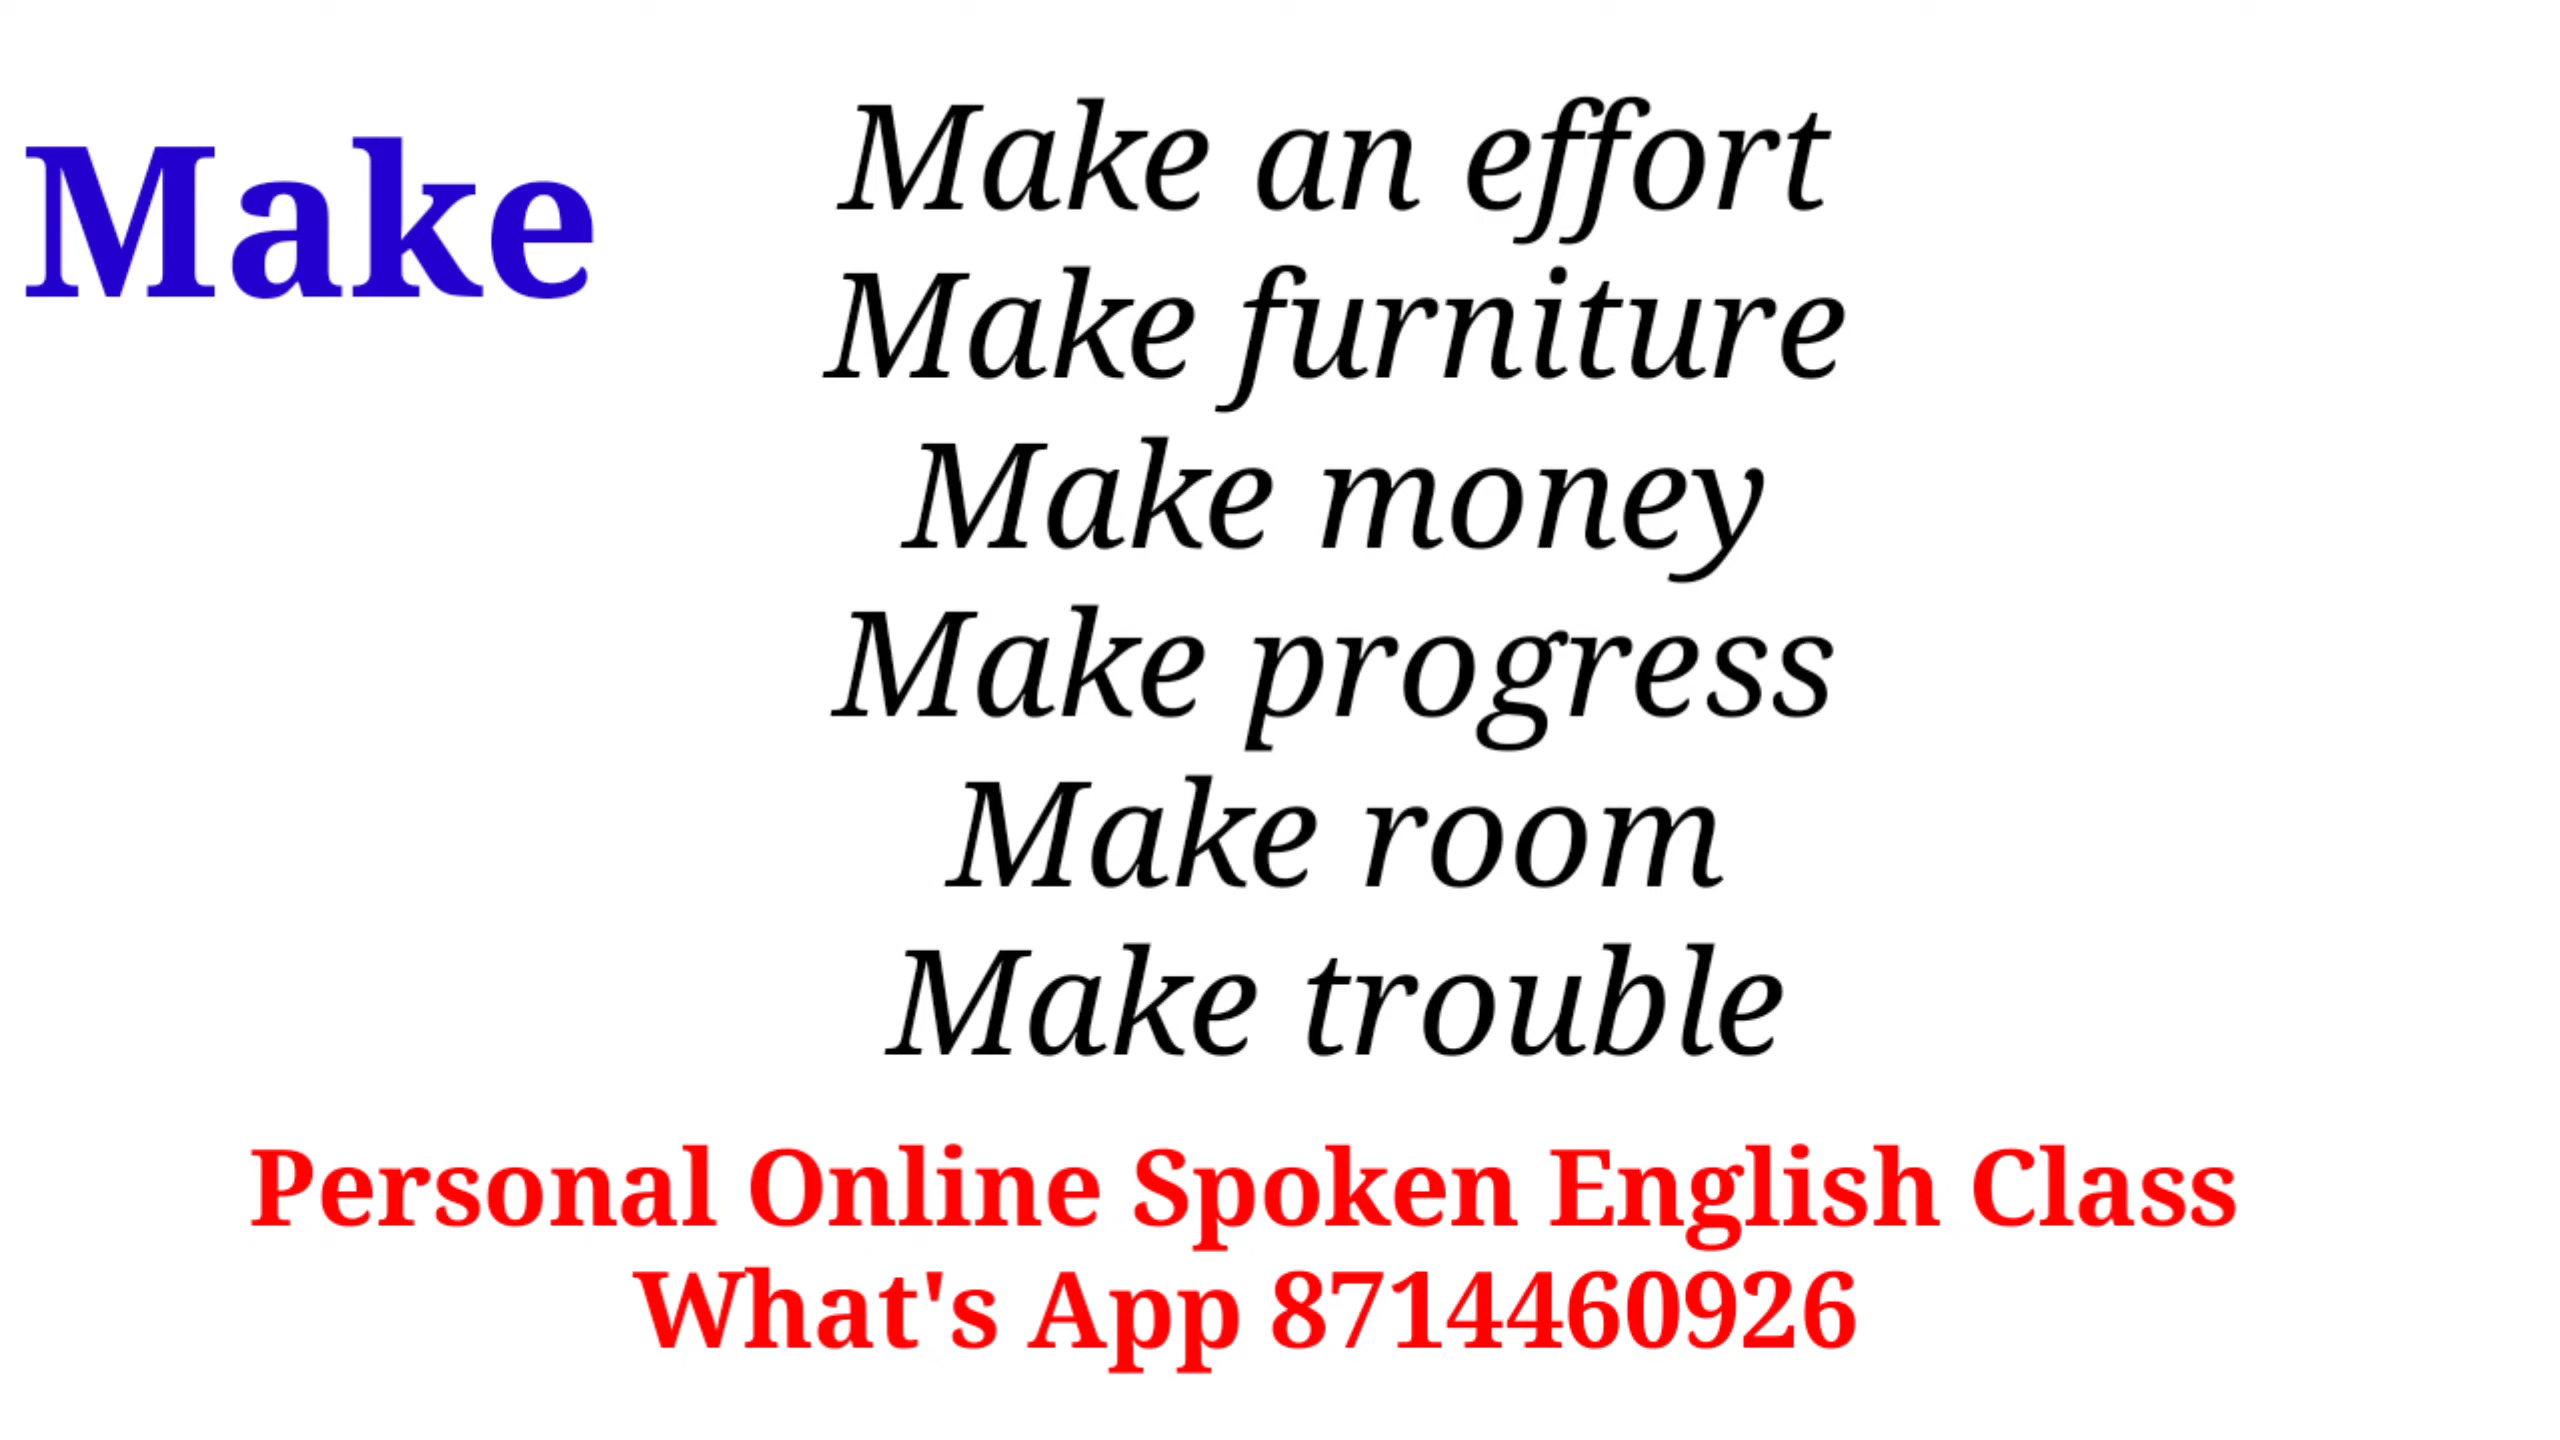 Make
Make an effort
Make furniture
Make money
Make progress
Make room
Make trouble
Personal Online Spoken English Class
What's App 8714460926